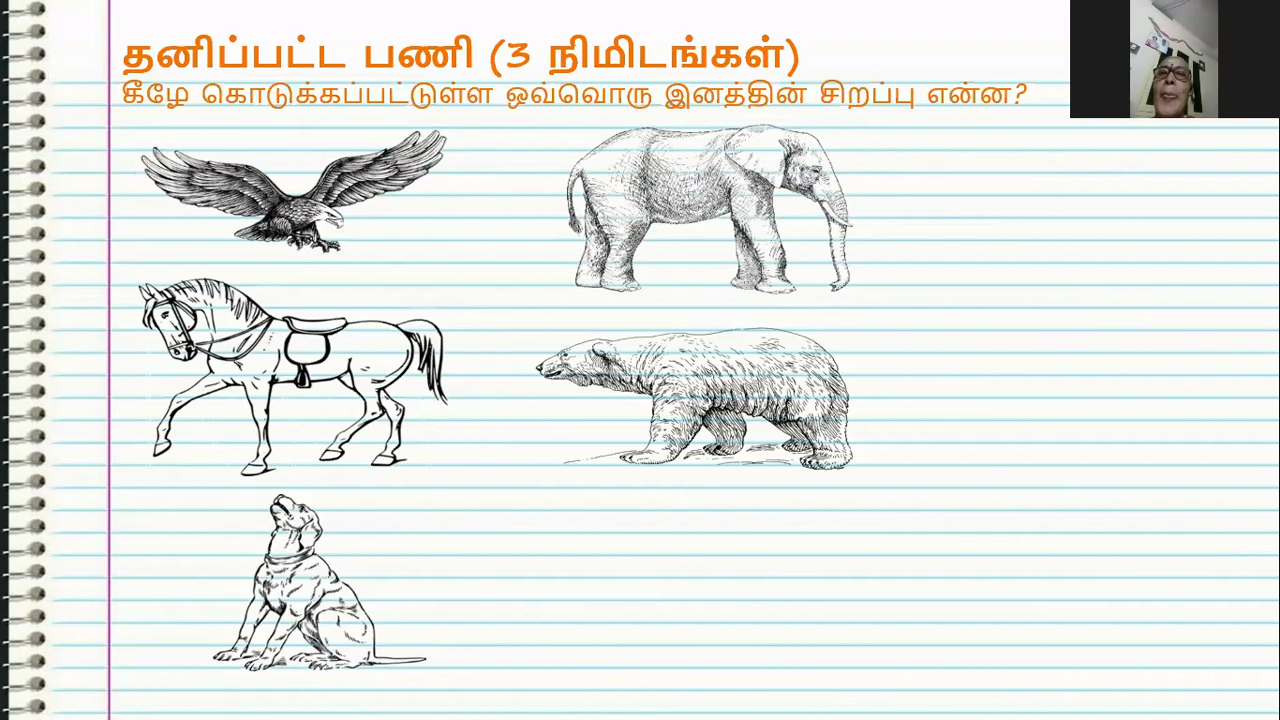 தனிப்பட்ட பணி (3 நிமிடங்கள்)
கீழே கொடுக்கப்பட்டுள்ள ஒவ்வொரு இனத்தின் சிறப்பு என்ன?